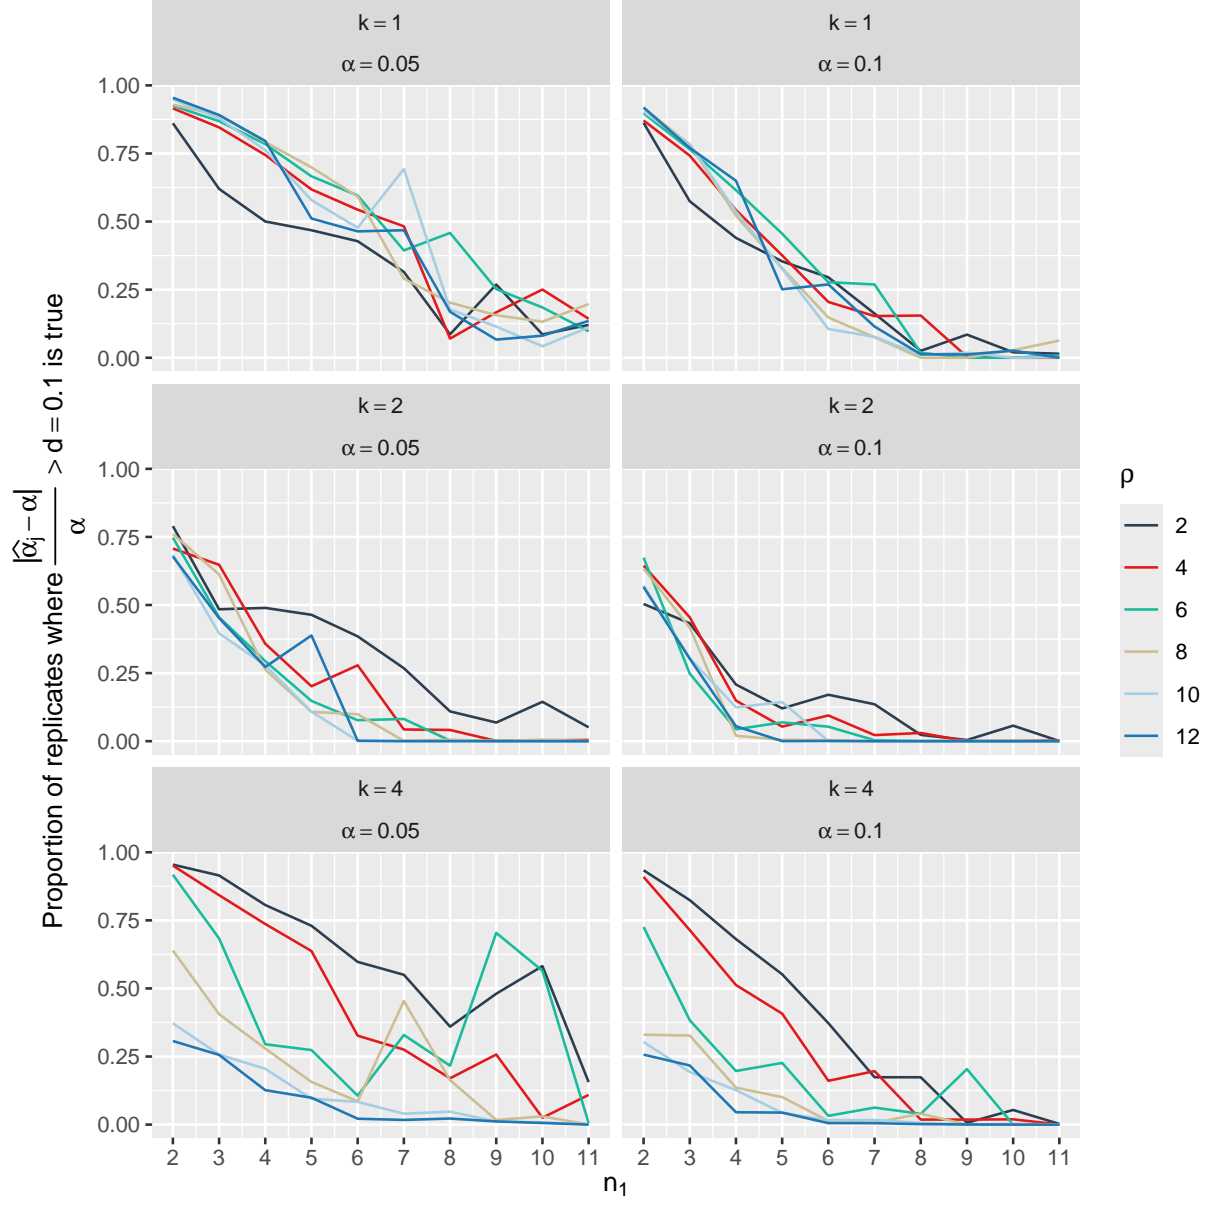 k = 1
α = 0.05
k = 1
α = 0.1
1.00
0.75
0.50
0.25
0.00
k = 2
α = 0.05
k = 2
α = 0.1
1.00
0.75
0.50
0.25
0.00
k = 4
α = 0.05
k = 4
α = 0.1
1.00
0.75
0.50
0.25
0.00
2 3 4 5 6 7 8 9 10 11
2 3 4 5 6 7 8 9 10 11
n₁
Proportion of replicates where |α̂ⱼ − α| / α > d = 0.1 is true
ρ
2
4
6
8
10
12